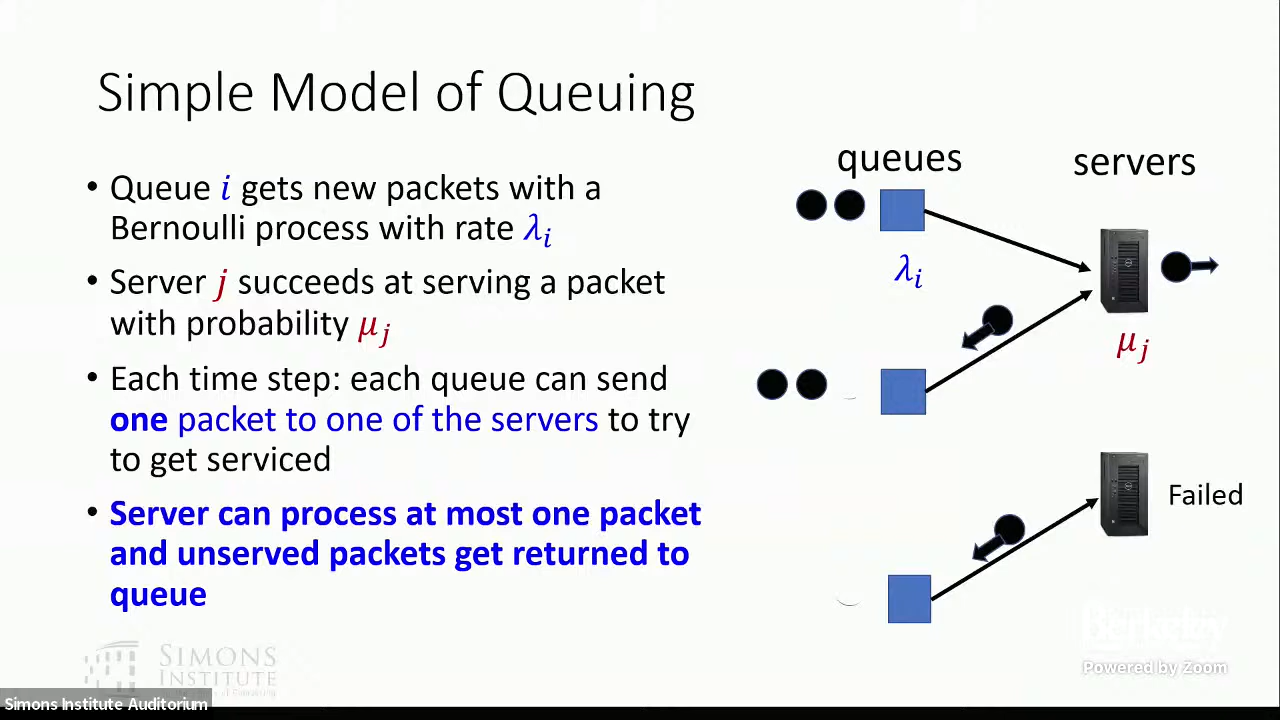 Simple Model of Queuing
• Queue i gets new packets with a
Bernoulli process with rate λᵢ
• Server j succeeds at serving a packet
with probability μⱼ
• Each time step: each queue can send
one packet to one of the servers to try
to get serviced
• Server can process at most one packet
and unserved packets get returned to
queue
queues
servers
λᵢ
μⱼ
Failed
SIMONS
INSTITUTE
Berkeley
Powered by Zoom
Simons Institute Auditorium